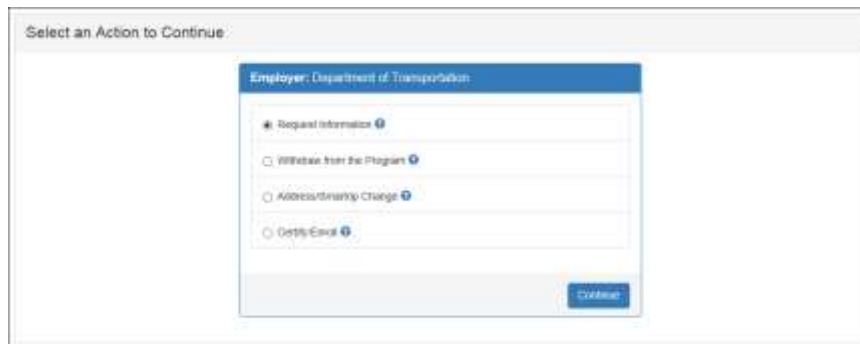 Select an Action to Continue
Employer: Department of Transportation
Request Information
Withdraw from the Program
Address/Smartrip Change
Certify/Enroll
Continue